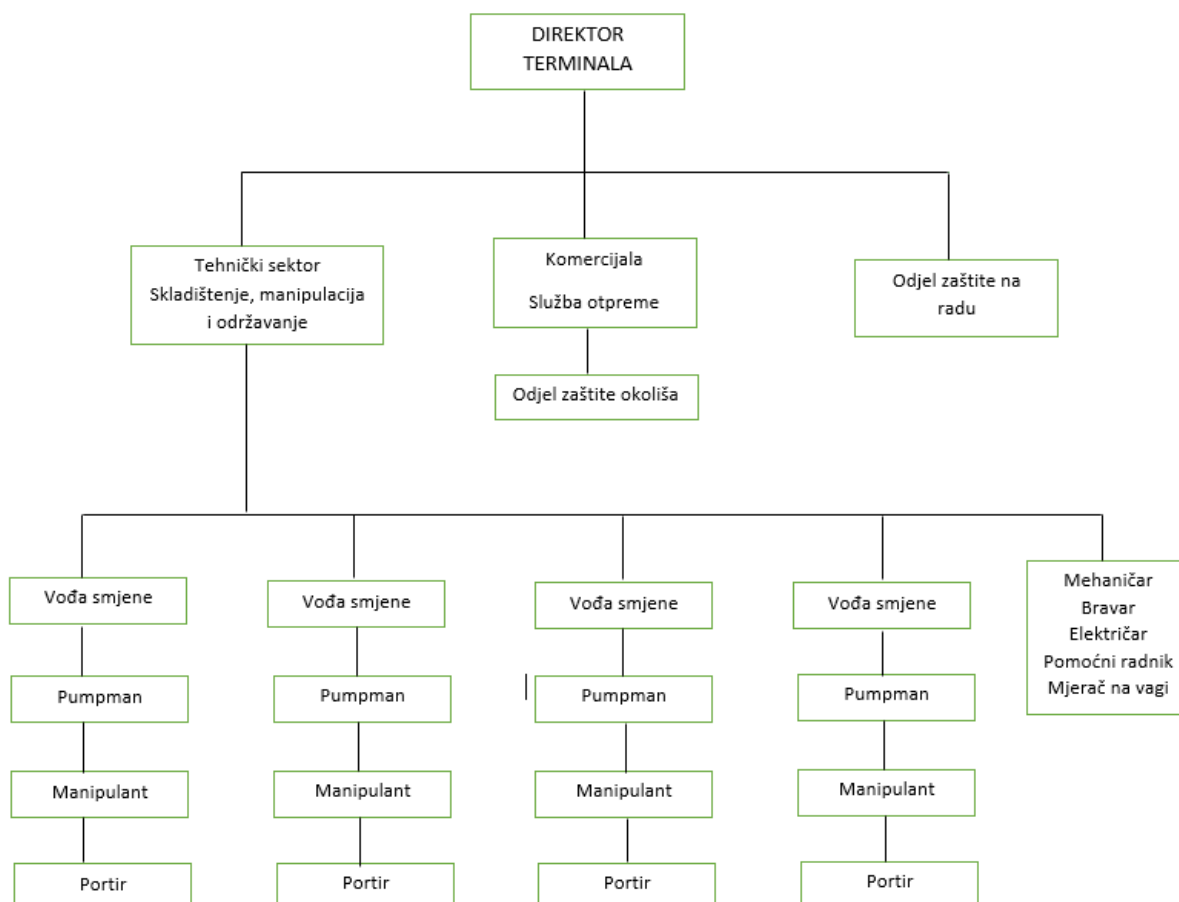 DIREKTOR
TERMINALA
Tehnički sektor
Skladištenje, manipulacija
i održavanje
Komercijala
Služba otpreme
Odjel zaštite na
radu
Odjel zaštite okoliša
Vođa smjene
Vođa smjene
Vođa smjene
Vođa smjene
Mehaničar
Bravar
Električar
Pomoćni radnik
Mjerač na vagi
Pumpman
Pumpman
Pumpman
Pumpman
Manipulant
Manipulant
Manipulant
Manipulant
Portir
Portir
Portir
Portir